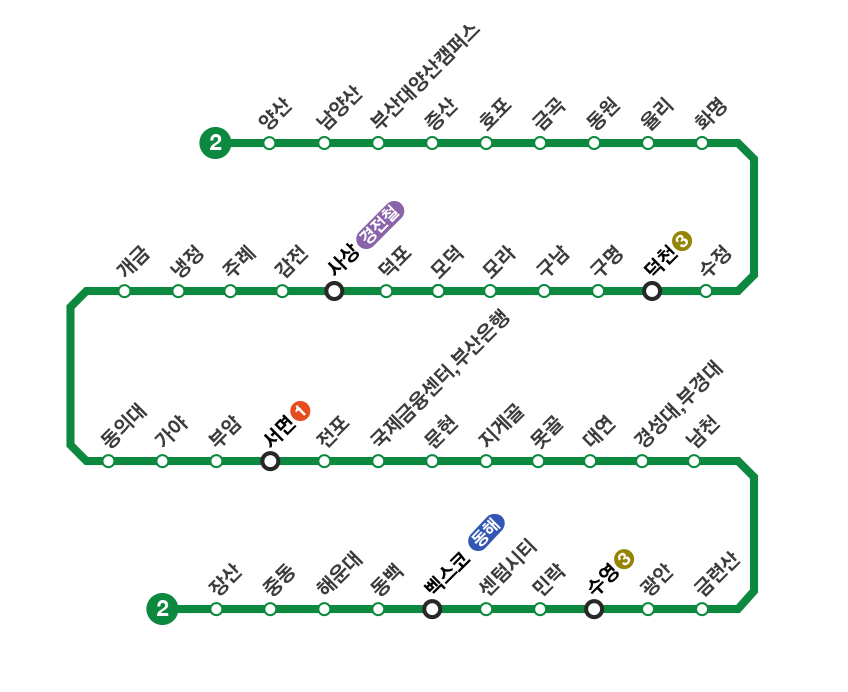 2
양산
남양산
부산대양산캠퍼스
증산
호포
금곡
동원
율리
화명
개금
냉정
주례
감전
사상 경전철
덕포
모덕
모라
구남
구명
덕천 3
수정
동의대
가야
부암
서면 1
전포
국제금융센터,부산은행
문현
지게골
못골
대연
경성대,부경대
남천
2
장산
중동
해운대
동백
벡스코 동해
센텀시티
민락
수영 3
광안
금련산